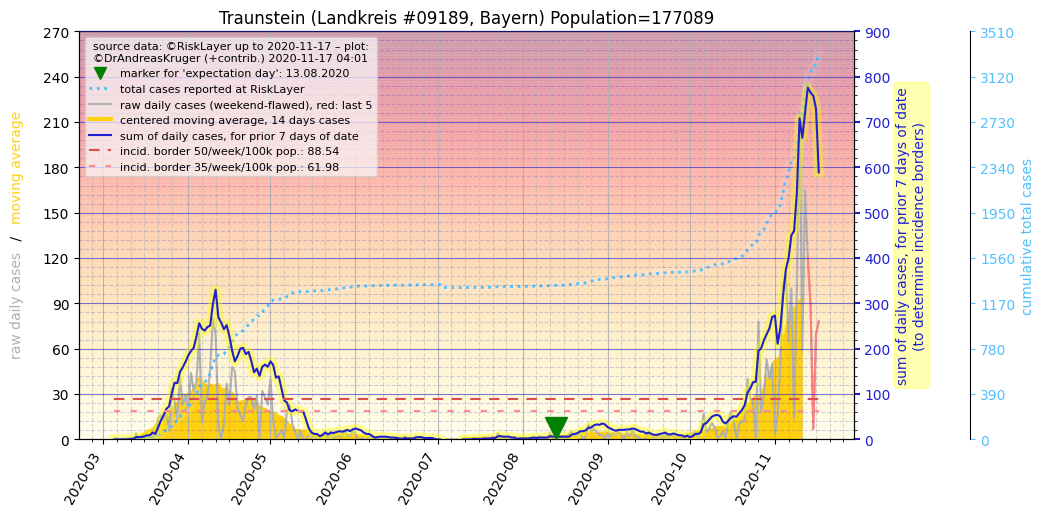 Traunstein (Landkreis #09189, Bayern) Population=177089
source data: ©RiskLayer up to 2020-11-17 – plot:
©DrAndreasKruger (+contrib.) 2020-11-17 04:01
marker for 'expectation day': 13.08.2020
total cases reported at RiskLayer
raw daily cases (weekend-flawed), red: last 5
centered moving average, 14 days cases
sum of daily cases, for prior 7 days of date
incid. border 50/week/100k pop.: 88.54
incid. border 35/week/100k pop.: 61.98
raw daily cases / moving average
270
240
210
180
150
120
90
60
30
0
2020-03
2020-04
2020-05
2020-06
2020-07
2020-08
2020-09
2020-10
2020-11
900
800
700
600
500
400
300
200
100
0
sum of daily cases, for prior 7 days of date
(to determine incidence borders)
3510
3120
2730
2340
1950
1560
1170
780
390
0
cumulative total cases